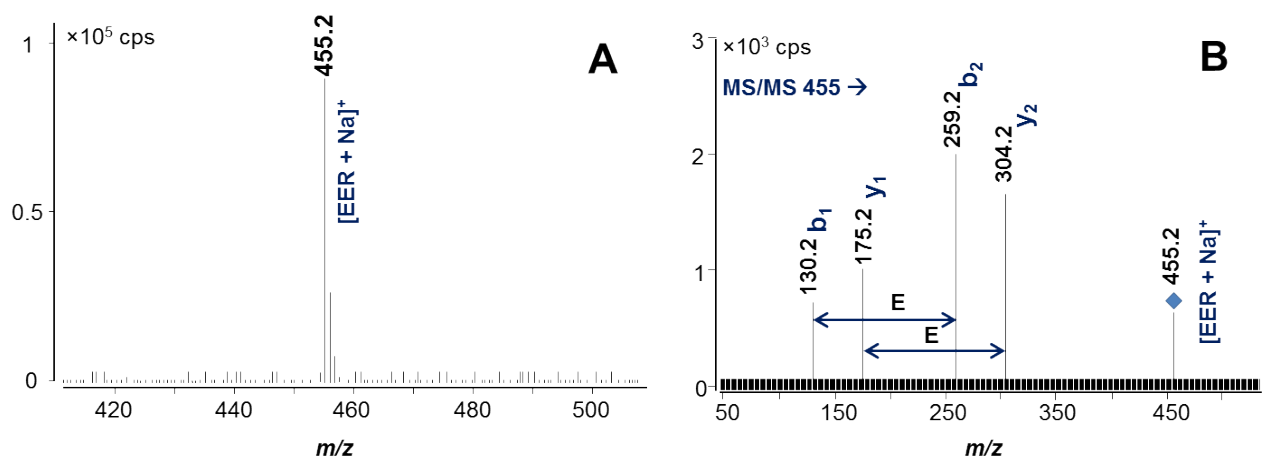 ×10⁵ cps
A
1
0.5
0
455.2
[EER + Na]⁺
420
440
460
480
500
m/z
×10³ cps
B
MS/MS 455 →
3
2
1
0
130.2 b₁
175.2 y₁
259.2 b₂
304.2 y₂
455.2
[EER + Na]⁺
E
E
50
150
250
350
450
m/z